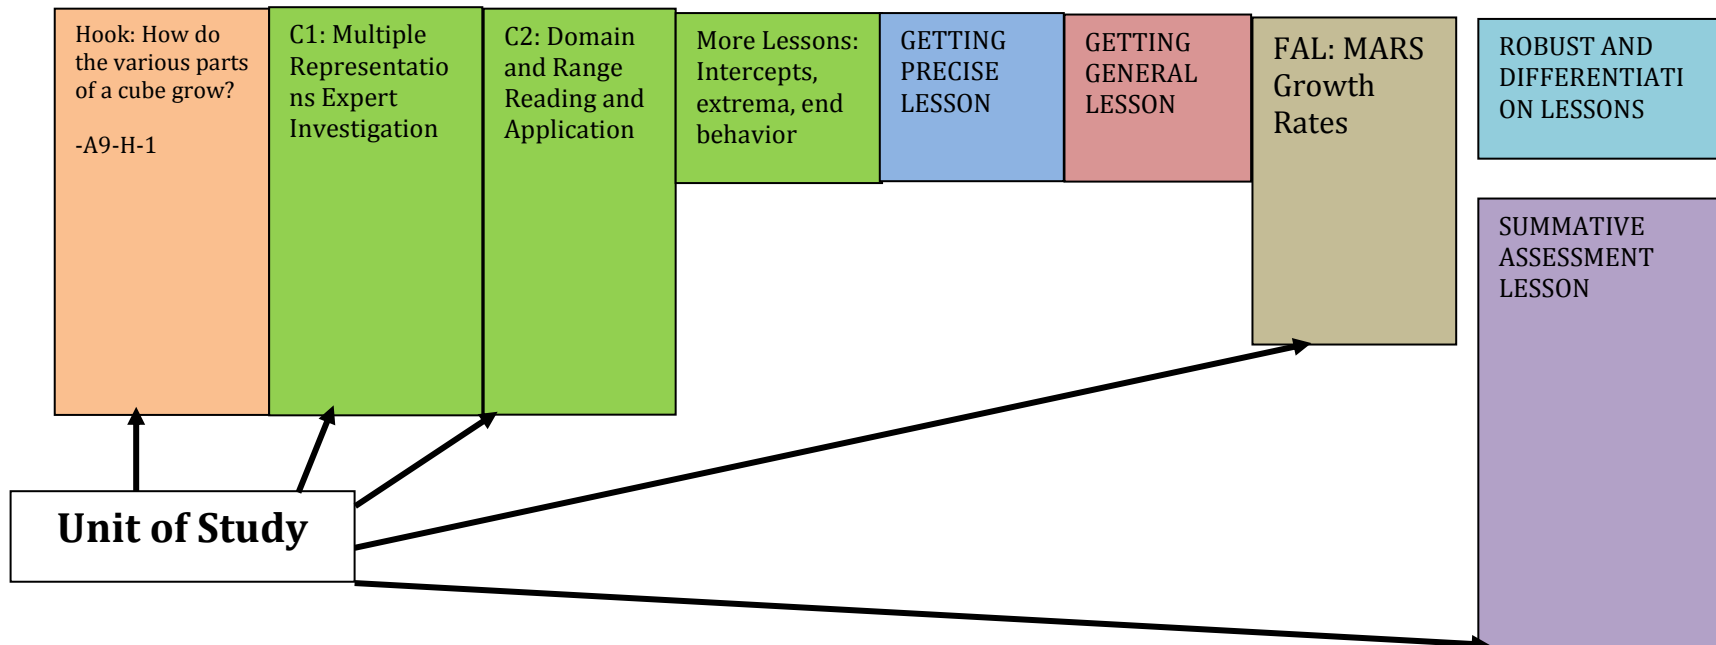 Hook: How do
the various parts
of a cube grow?
-A9-H-1
C1: Multiple
Representatio
ns Expert
Investigation
C2: Domain
and Range
Reading and
Application
More Lessons:
Intercepts,
extrema, end
behavior
GETTING
PRECISE
LESSON
GETTING
GENERAL
LESSON
FAL: MARS
Growth
Rates
ROBUST AND
DIFFERENTIATI
ON LESSONS
SUMMATIVE
ASSESSMENT
LESSON
Unit of Study